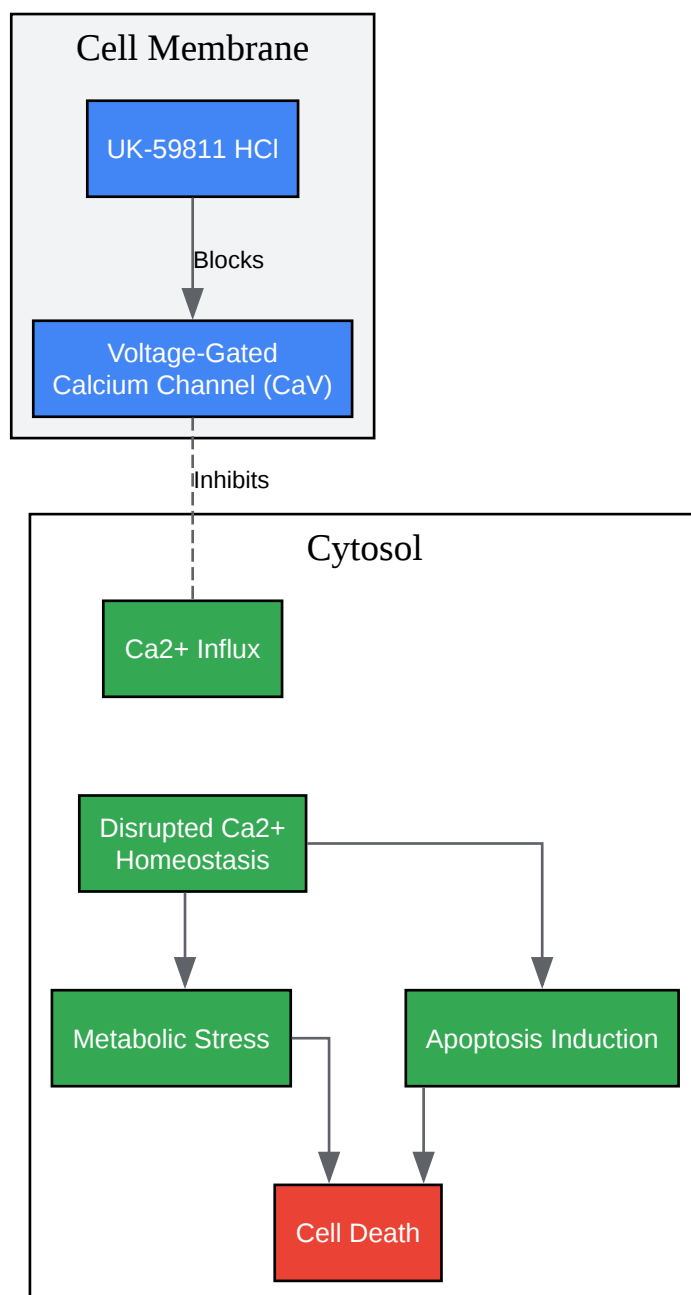 Cell Membrane
UK-59811 HCl
Blocks
Voltage-Gated
Calcium Channel (CaV)
Inhibits
Cytosol
Ca2+ Influx
Disrupted Ca2+
Homeostasis
Metabolic Stress
Apoptosis Induction
Cell Death